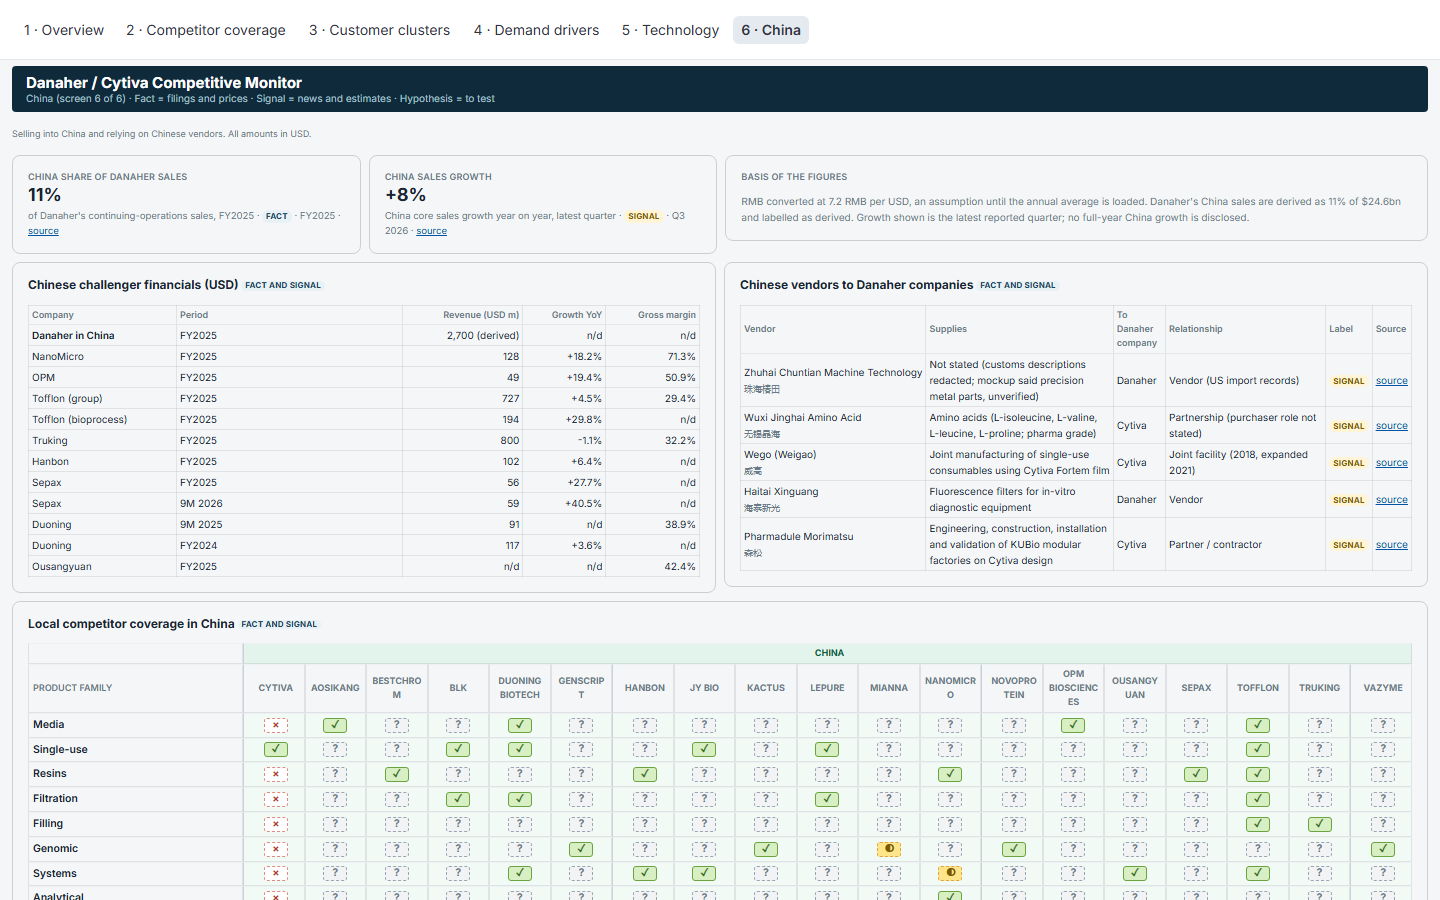 1 · Overview 2 · Competitor coverage 3 · Customer clusters 4 · Demand drivers 5 · Technology 6 · China
Danaher / Cytiva Competitive Monitor
China (screen 6 of 6) · Fact = filings and prices · Signal = news and estimates · Hypothesis = to test
Selling into China and relying on Chinese vendors. All amounts in USD.
CHINA SHARE OF DANAHER SALES
11%
of Danaher's continuing-operations sales, FY2025 · FACT · FY2025 ·
source
CHINA SALES GROWTH
+8%
China core sales growth year on year, latest quarter · SIGNAL · Q3
2026 · source
BASIS OF THE FIGURES
RMB converted at 7.2 RMB per USD, an assumption until the annual average is loaded. Danaher's China sales are derived as 11% of $24.6bn
and labelled as derived. Growth shown is the latest reported quarter; no full-year China growth is disclosed.
Chinese challenger financials (USD) FACT AND SIGNAL
Company Period Revenue (USD m) Growth YoY Gross margin
Danaher in China FY2025 2,700 (derived) n/d n/d
NanoMicro FY2025 128 +18.2% 71.3%
OPM FY2025 49 +19.4% 50.9%
Tofflon (group) FY2025 727 +4.5% 29.4%
Tofflon (bioprocess) FY2025 194 +29.8% n/d
Truking FY2025 800 -1.1% 32.2%
Hanbon FY2025 102 +6.4% n/d
Sepax FY2025 56 +27.7% n/d
Sepax 9M 2026 59 +40.5% n/d
Duoning 9M 2025 91 n/d 38.9%
Duoning FY2024 117 +3.6% n/d
Ousangyuan FY2025 n/d n/d 42.4%
Chinese vendors to Danaher companies FACT AND SIGNAL
Vendor Supplies To Danaher company Relationship Label Source
Zhuhai Chuntian Machine Technology
珠海椿田
Not stated (customs descriptions
redacted; mockup said precision
metal parts, unverified)
Danaher Vendor (US import records) SIGNAL source
Wuxi Jinghai Amino Acid
无锡晶海
Amino acids (L-isoleucine, L-valine,
L-leucine, L-proline; pharma grade)
Cytiva Partnership (purchaser role not
stated)
SIGNAL source
Wego (Weigao)
威高
Joint manufacturing of single-use
consumables using Cytiva Fortem film
Cytiva Joint facility (2018, expanded
2021)
SIGNAL source
Haitai Xinguang
海泰新光
Fluorescence filters for in-vitro
diagnostic equipment
Danaher Vendor SIGNAL source
Pharmadule Morimatsu
森松
Engineering, construction, installation
and validation of KUBio modular
factories on Cytiva design
Cytiva Partner / contractor SIGNAL source
Local competitor coverage in China FACT AND SIGNAL
CHINA
PRODUCT FAMILY CYTIVA AOSIKANG BESTCHROM BLK DUONING BIOTECH GENSCRIPT HANBON JY BIO KACTUS LEPURE MIANNA NANOMICRO NOVOPROTEIN OPM BIOSCIENCES OUSANGYUAN SEPAX TOFFLON TRUKING VAZYME
Media × ✓ ? ? ✓ ? ? ? ? ? ? ? ? ✓ ? ? ✓ ? ?
Single-use ✓ ? ? ✓ ✓ ? ? ✓ ? ✓ ? ? ? ? ? ? ✓ ? ?
Resins × ? ✓ ? ? ? ✓ ? ? ? ? ✓ ? ? ? ✓ ✓ ? ?
Filtration × ? ? ✓ ✓ ? ? ? ? ✓ ? ? ? ? ? ? ✓ ? ?
Filling × ? ? ? ? ? ? ? ? ? ? ? ? ? ? ? ✓ ✓ ?
Genomic × ? ? ? ? ✓ ? ? ✓ ? ◐ ? ✓ ? ? ? ? ? ✓
Systems × ? ? ? ✓ ? ✓ ✓ ? ? ? ◐ ? ? ✓ ? ✓ ? ?
Analytical × ? ? ? ? ? ? ? ? ? ? ✓ ? ? ? ? ? ? ?